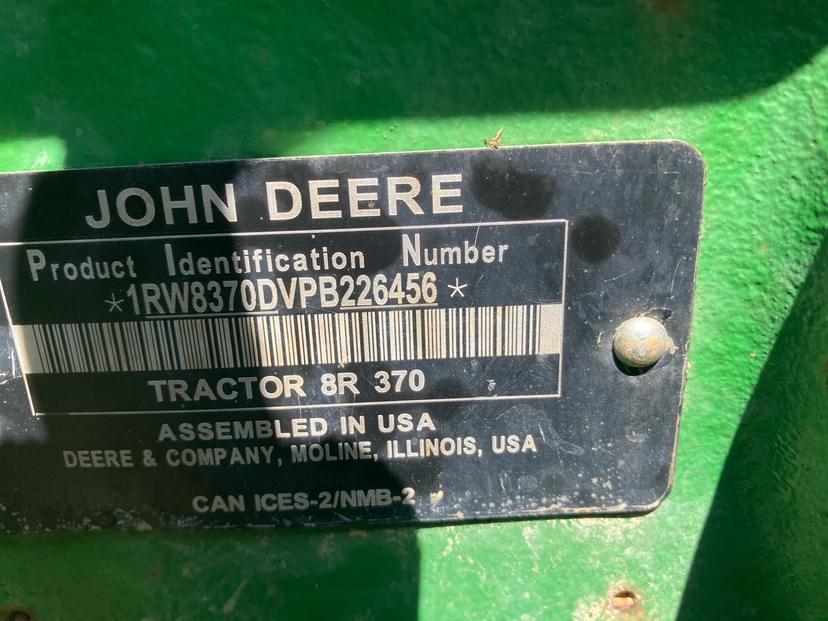 JOHN DEERE
Product Identification Number
*1RW8370DVPB226456*
TRACTOR 8R 370
ASSEMBLED IN USA
DEERE & COMPANY, MOLINE, ILLINOIS, USA
CAN ICES-2/NMB-2